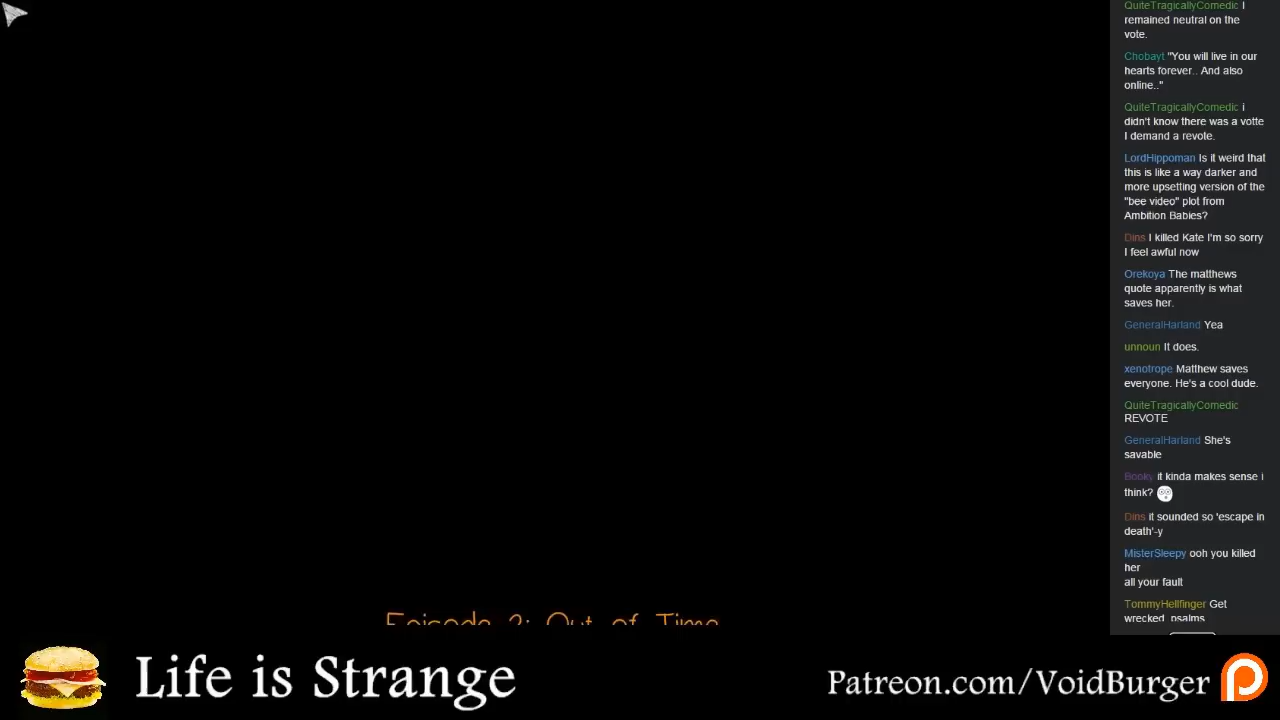 QuiteTragicallyComedic I
remained neutral on the
vote.
Chobayt "You will live in our
hearts forever.. And also
online.."
QuiteTragicallyComedic i
didn't know there was a votte
I demand a revote.
LordHippoman Is it weird that
this is like a way darker and
more upsetting version of the
"bee video" plot from
Ambition Babies?
Dins I killed Kate I'm so sorry
I feel awful now
Orekoya The matthews
quote apparently is what
saves her.
GeneralHarland Yea
unnoun It does.
xenotrope Matthew saves
everyone. He's a cool dude.
QuiteTragicallyComedic
REVOTE
GeneralHarland She's
savable
it kinda makes sense i
think?
Dins it sounded so 'escape in
death'-y
MisterSleepy ooh you killed
her
all your fault
TommyHellfinger Get
wrecked, psalms
Episode 2: Out of Time
Life is Strange
Patreon.com/VoidBurger